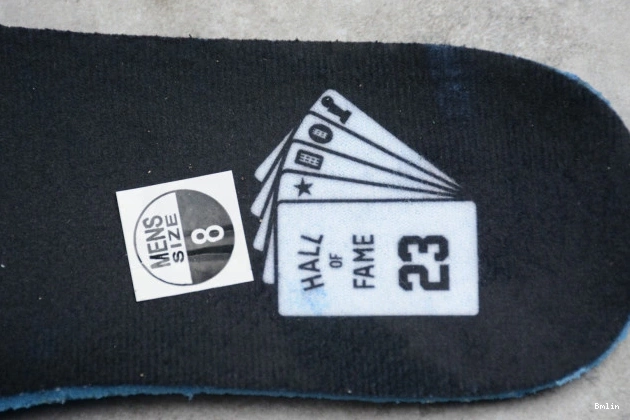 MENS
SIZE
8
HALL
OF
FAME
23
Bmlin